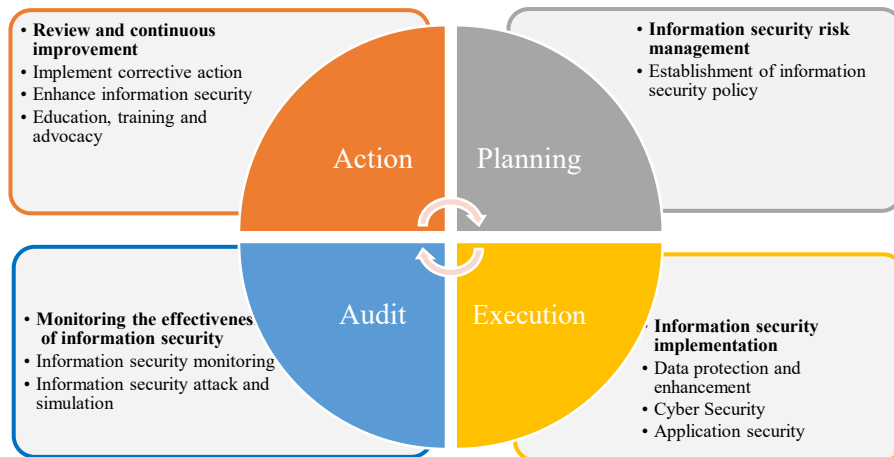 • Review and continuous
improvement
• Implement corrective action
• Enhance information security
• Education, training and
advocacy
• Information security risk
management
• Establishment of information
security policy
Action
Planning
Audit
Execution
• Monitoring the effectivenes
of information security
• Information security monitoring
• Information security attack and
simulation
• Information security
implementation
• Data protection and
enhancement
• Cyber Security
• Application security